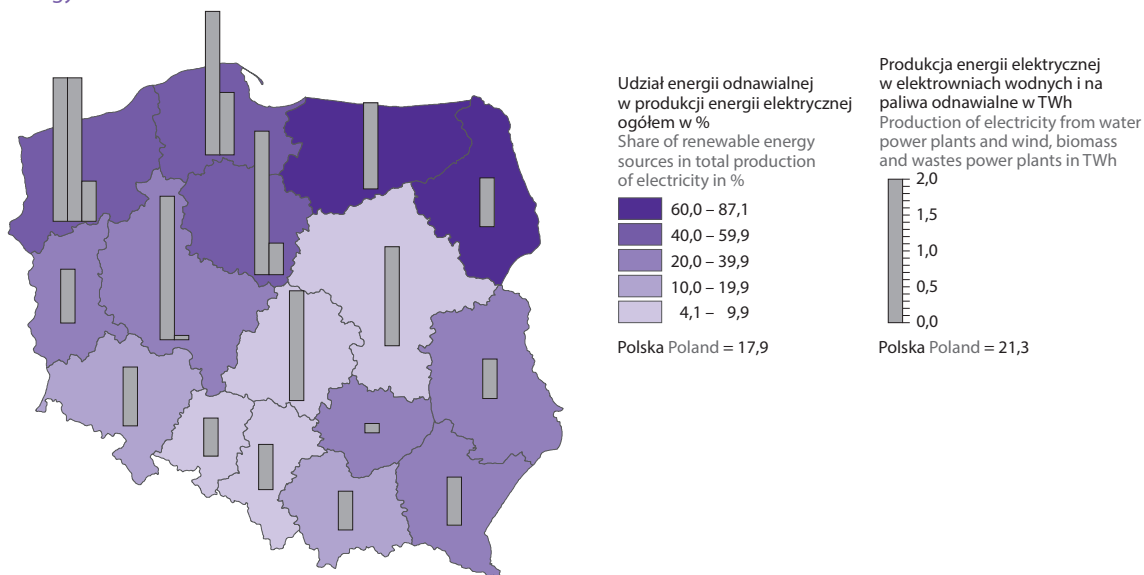 Udział energii odnawialnej
w produkcji energii elektrycznej
ogółem w %
Share of renewable energy
sources in total production
of electricity in %
60,0 – 87,1
40,0 – 59,9
20,0 – 39,9
10,0 – 19,9
4,1 – 9,9
Polska Poland = 17,9
Produkcja energii elektrycznej
w elektrowniach wodnych i na
paliwa odnawialne w TWh
Production of electricity from water
power plants and wind, biomass
and wastes power plants in TWh
2,0
1,5
1,0
0,5
0,0
Polska Poland = 21,3